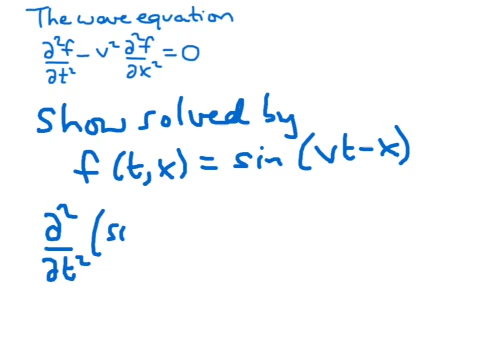 The wave equation
∂²f/∂t² - v² ∂²f/∂x² = 0
Show solved by
f(t,x) = sin(vt-x)
∂²/∂t² (si